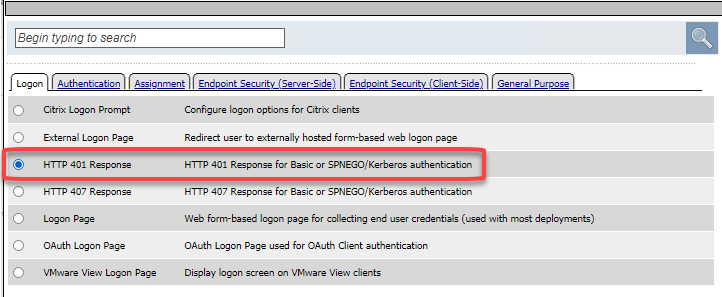 Begin typing to search
Logon Authentication Assignment Endpoint Security (Server-Side) Endpoint Security (Client-Side) General Purpose
Citrix Logon Prompt Configure logon options for Citrix clients
External Logon Page Redirect user to externally hosted form-based web logon page
HTTP 401 Response HTTP 401 Response for Basic or SPNEGO/Kerberos authentication
HTTP 407 Response HTTP 407 Response for Basic or SPNEGO/Kerberos authentication
Logon Page Web form-based logon page for collecting end user credentials (used with most deployments)
OAuth Logon Page OAuth Logon Page used for OAuth Client authentication
VMware View Logon Page Display logon screen on VMware View clients